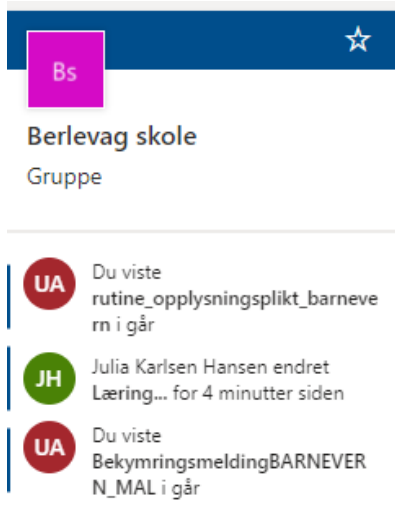 Bs
Berlevag skole
Gruppe
UA
Du viste
rutine_opplysningsplikt_barneve
rn i går
JH
Julia Karlsen Hansen endret
Læring... for 4 minutter siden
UA
Du viste
BekymringsmeldingBARNEVER
N_MAL i går